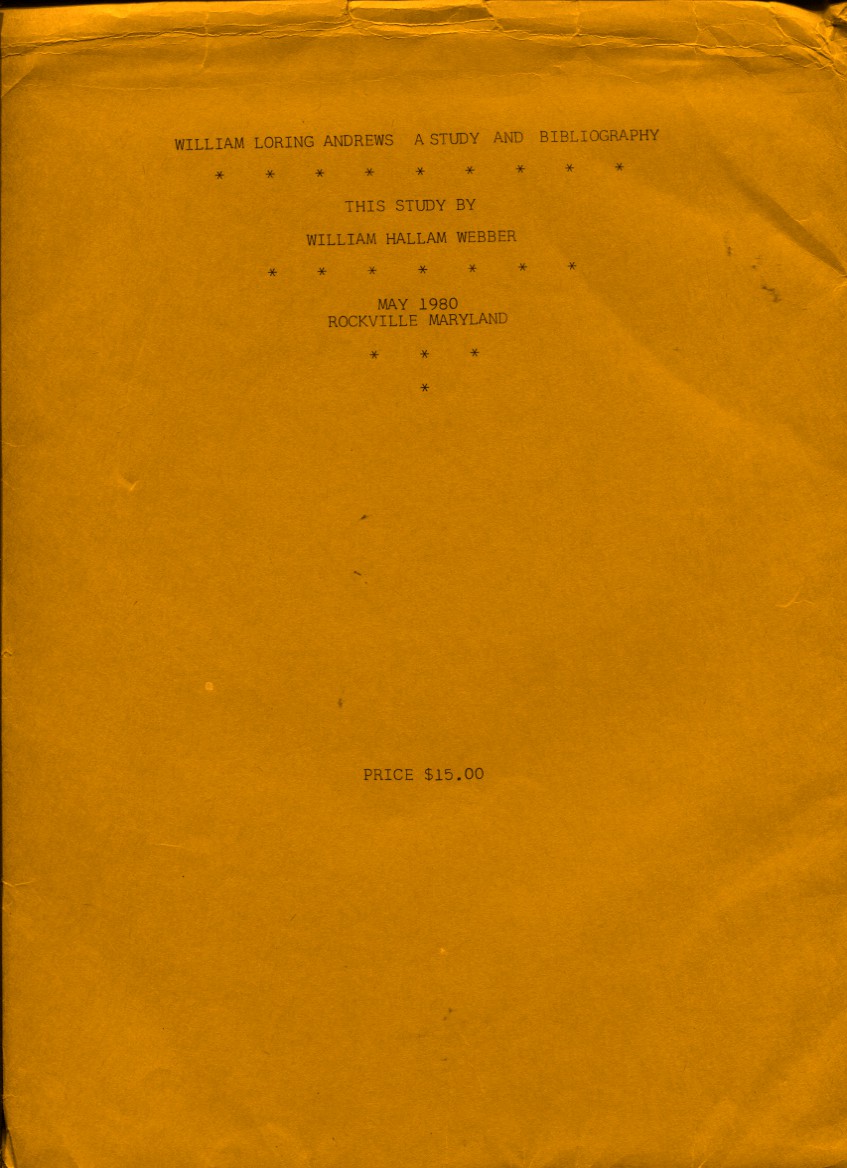 WILLIAM LORING ANDREWS A STUDY AND BIBLIOGRAPHY
* * * * * * * * *
THIS STUDY BY
WILLIAM HALLAM WEBBER
* * * * * * *
MAY 1980
ROCKVILLE MARYLAND
* * *
*
PRICE $15.00